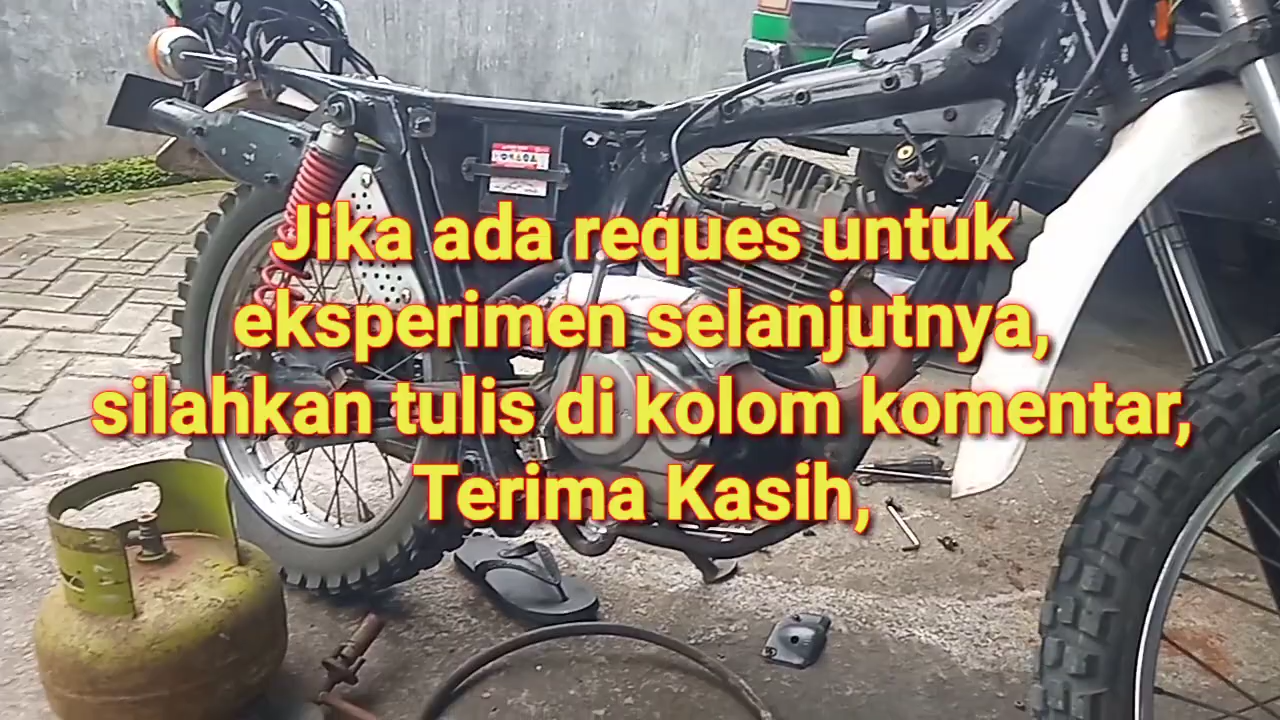 Jika ada reques untuk
eksperimen selanjutnya,
silahkan tulis di kolom komentar,
Terima Kasih,